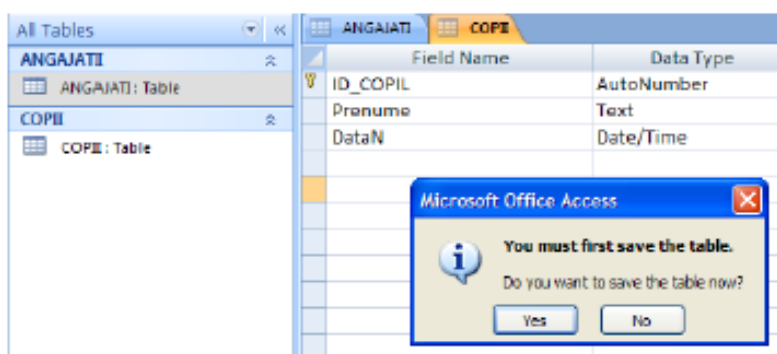 All Tables
ANGAJATII
ANGAJATI : Table
COPII
COPII : Table
ANGAJATI COPII
Field Name Data Type
ID_COPIL AutoNumber
Prenume Text
DataN Date/Time
Microsoft Office Access
You must first save the table.
Do you want to save the table now?
Yes No